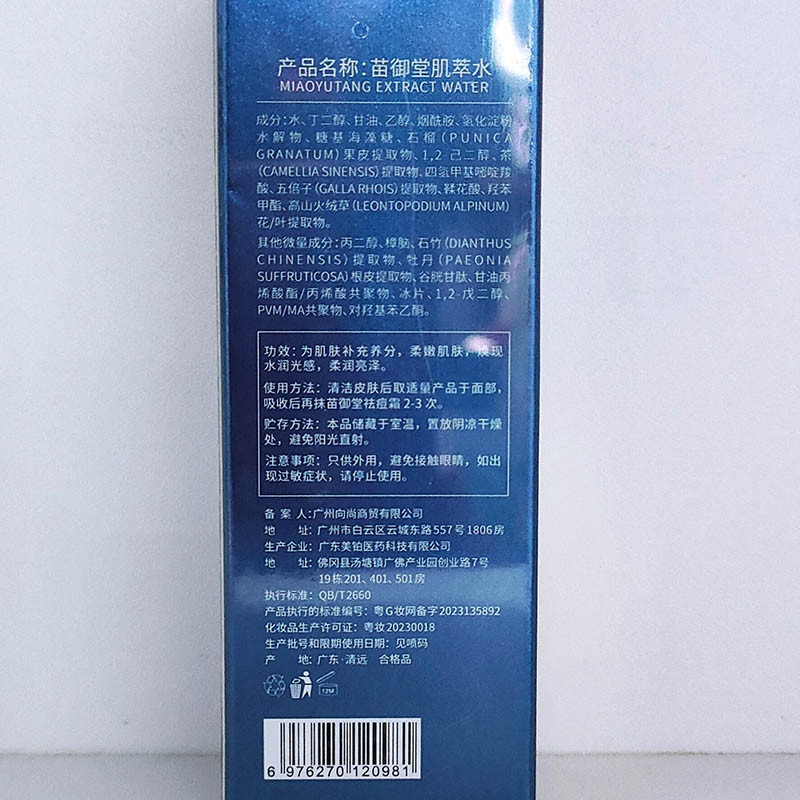 产品名称：苗御堂肌萃水
MIAOYUTANG EXTRACT WATER
成分：水、丁二醇、甘油、乙醇、烟酰胺、氢化淀粉
水解物、糖基海藻糖、石榴（PUNICA
GRANATUM）果皮提取物、1,2-己二醇、茶
（CAMELLIA SINENSIS）提取物、四氢甲基嘧啶羧
酸、五倍子（GALLA RHOIS）提取物、鞣花酸、羟苯
甲酯、高山火绒草（LEONTOPODIUM ALPINUM）
花/叶提取物。
其他微量成分：丙二醇、樟脑、石竹（DIANTHUS
CHINENSIS）提取物、牡丹（PAEONIA
SUFFRUTICOSA）根皮提取物、谷胱甘肽、甘油丙
烯酸酯/丙烯酸共聚物、冰片、1,2-戊二醇、
PVM/MA共聚物、对羟基苯乙酮。
功效：为肌肤补充养分，柔嫩肌肤，焕现
水润光感，柔润亮泽。
使用方法：清洁皮肤后取适量产品于面部，
吸收后再抹苗御堂祛痘霜 2-3 次。
贮存方法：本品储藏于室温，置放阴凉干燥
处，避免阳光直射。
注意事项：只供外用，避免接触眼睛，如出
现过敏症状，请停止使用。
备案人：广州向尚商贸有限公司
地址：广州市白云区云城东路557号1806房
生产企业：广东美铂医药科技有限公司
地址：佛冈县汤塘镇广佛产业园创业路7号
19栋201、401、501房
执行标准：QB/T2660
产品执行的标准编号：粤G妆网备字2023135892
化妆品生产许可证：粤妆20230018
生产批号和限期使用日期：见喷码
产地：广东·清远 合格品
12M
6 976270 120981